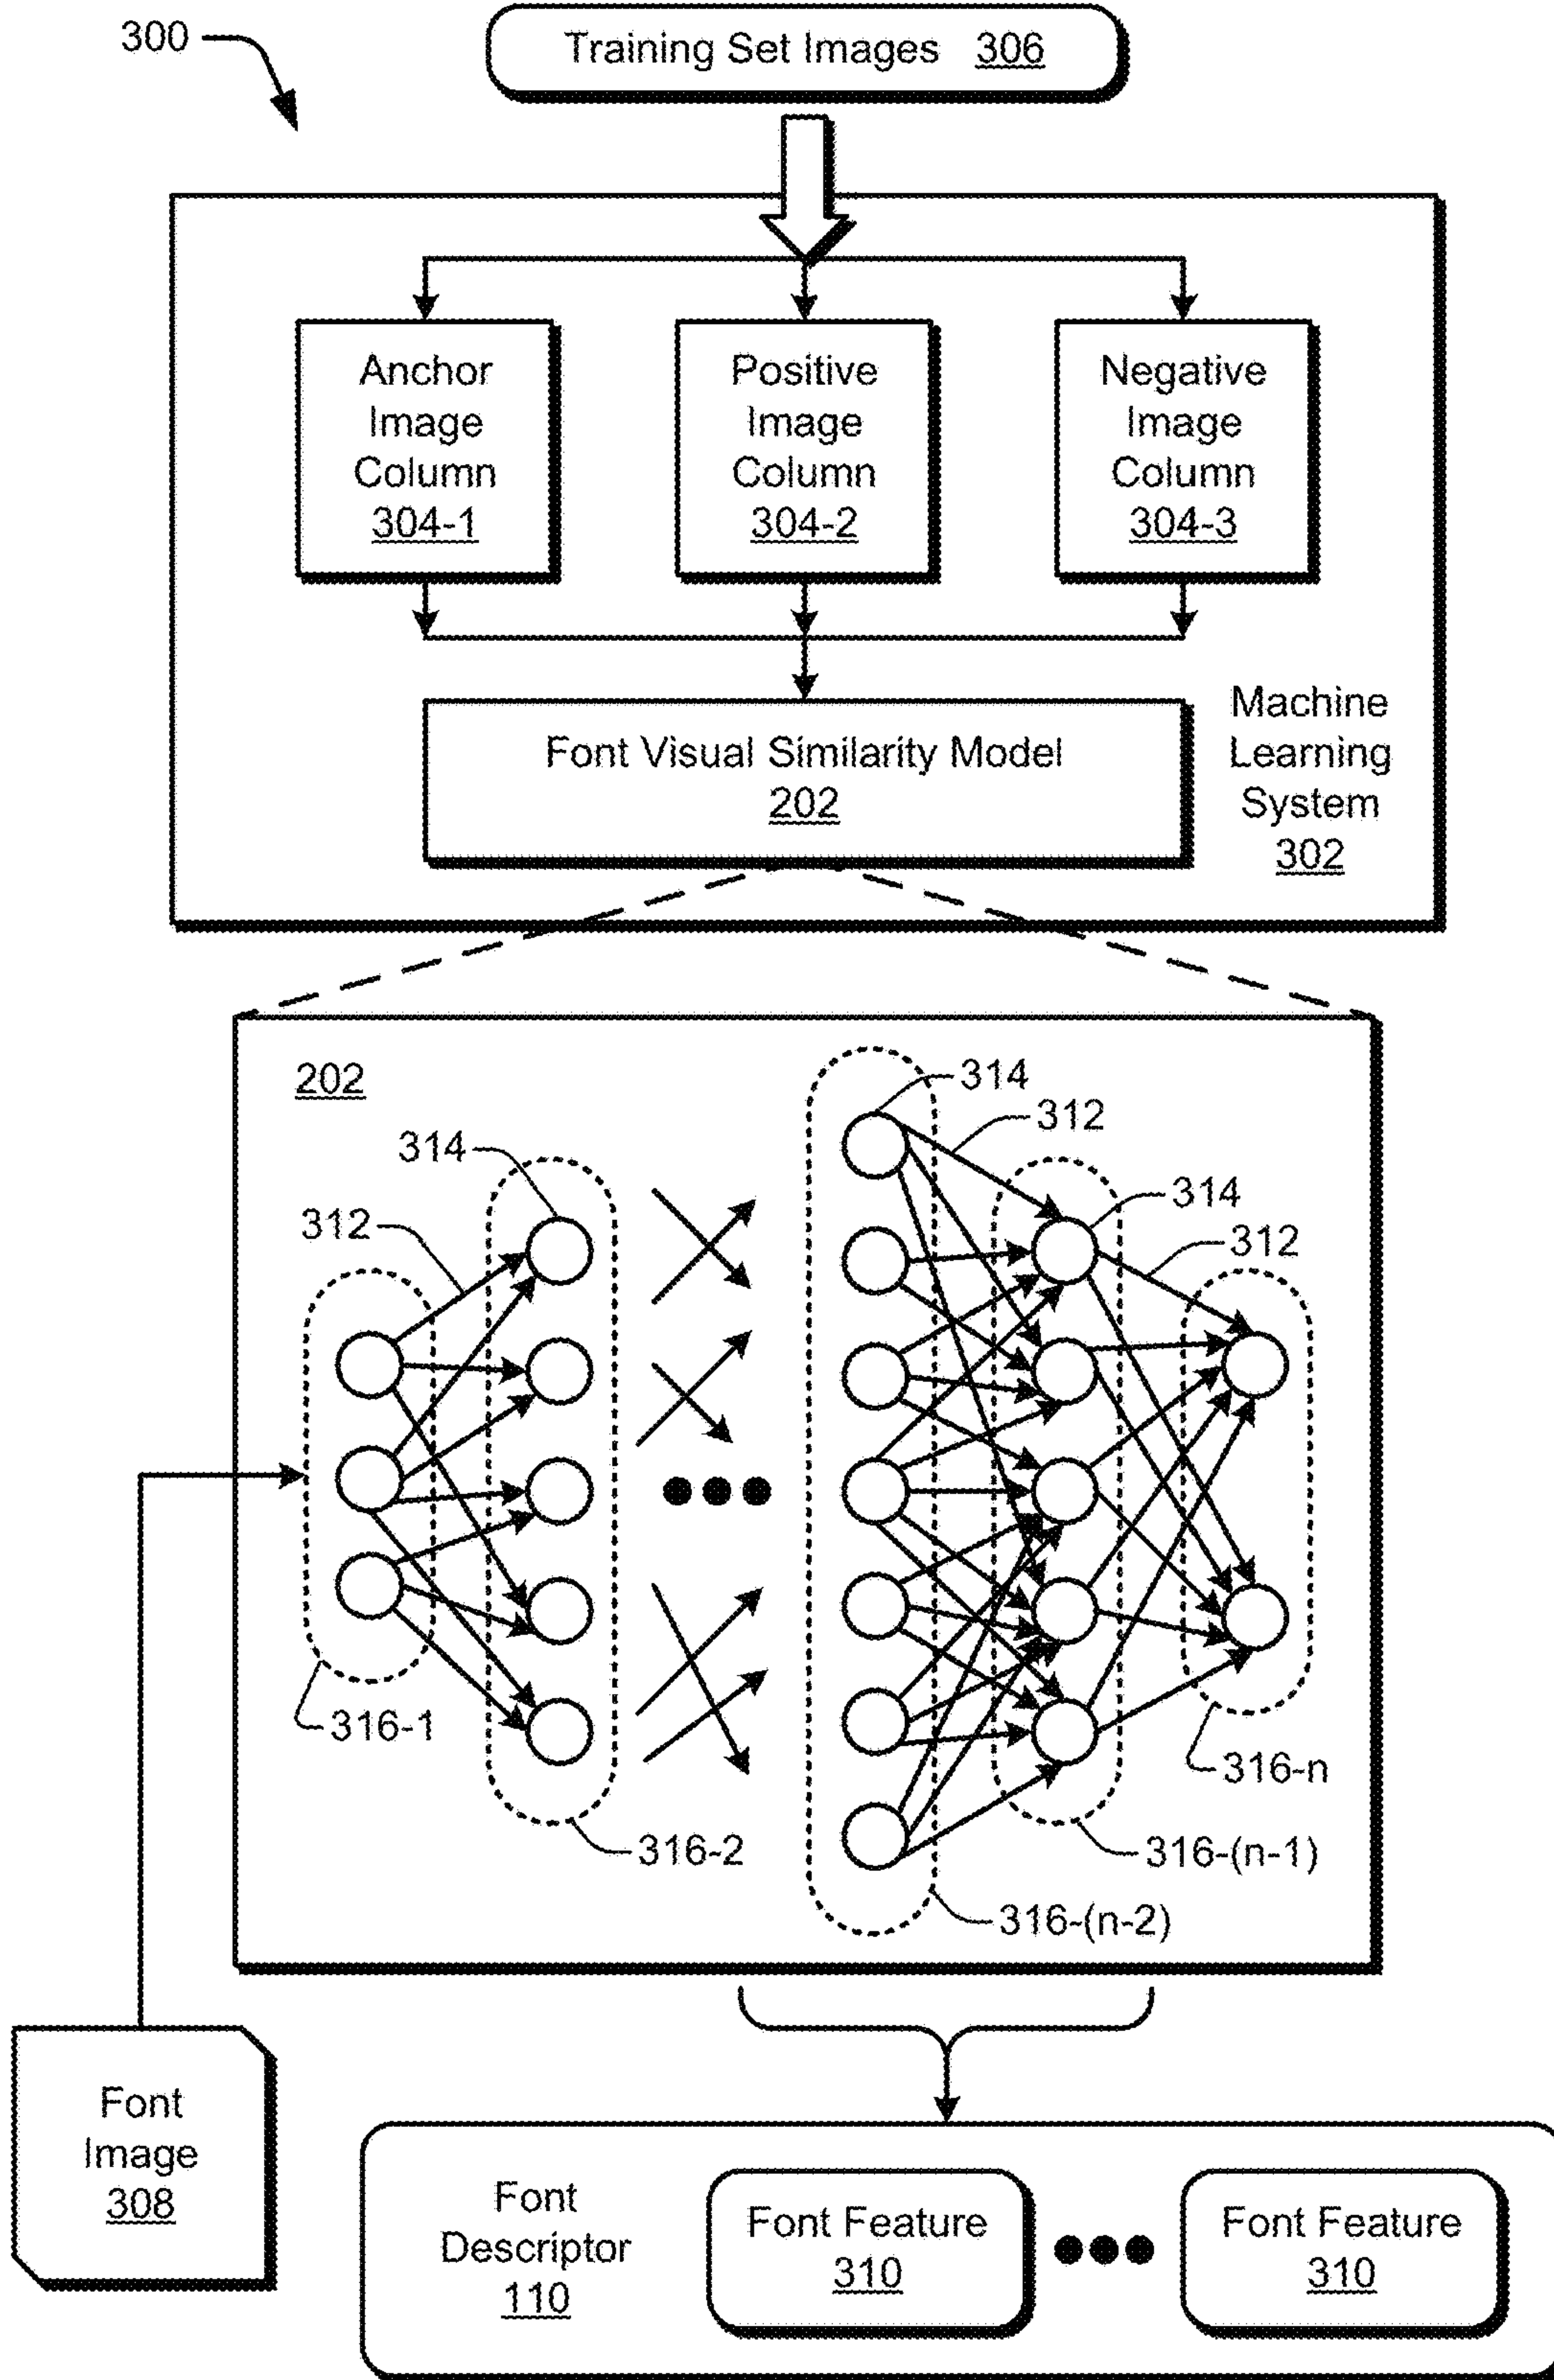 300
Training Set Images 306
Anchor
Image
Column
304-1
Positive
Image
Column
304-2
Negative
Image
Column
304-3
Font Visual Similarity Model
202
Machine
Learning
System
302
202
314
312
314
312
314
312
316-1
316-2
316-n
316-(n-1)
316-(n-2)
Font
Image
308
Font
Descriptor
110
Font Feature
310
Font Feature
310